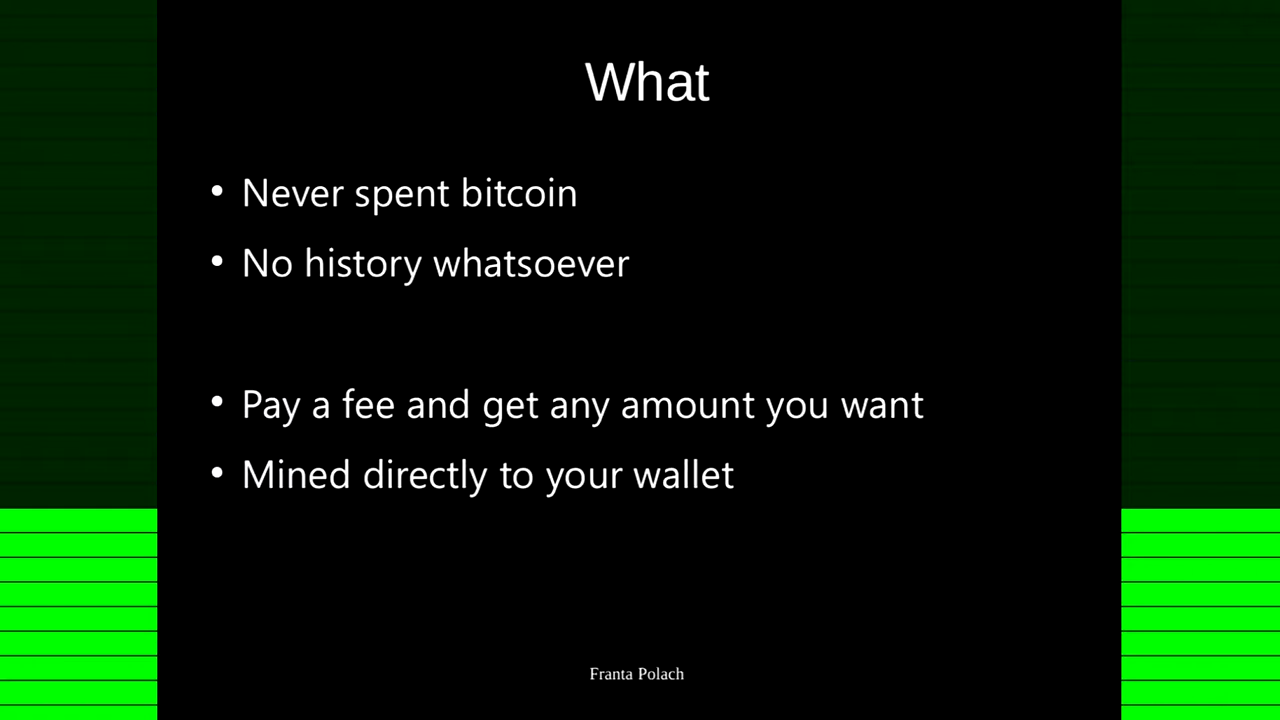 What
• Never spent bitcoin
• No history whatsoever
• Pay a fee and get any amount you want
• Mined directly to your wallet
Franta Polach